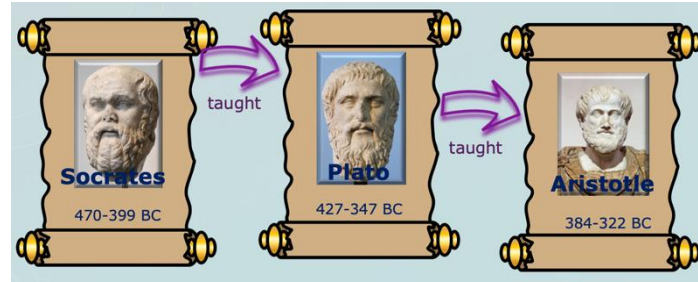 Socrates
470-399 BC
taught
Plato
427-347 BC
taught
Aristotle
384-322 BC